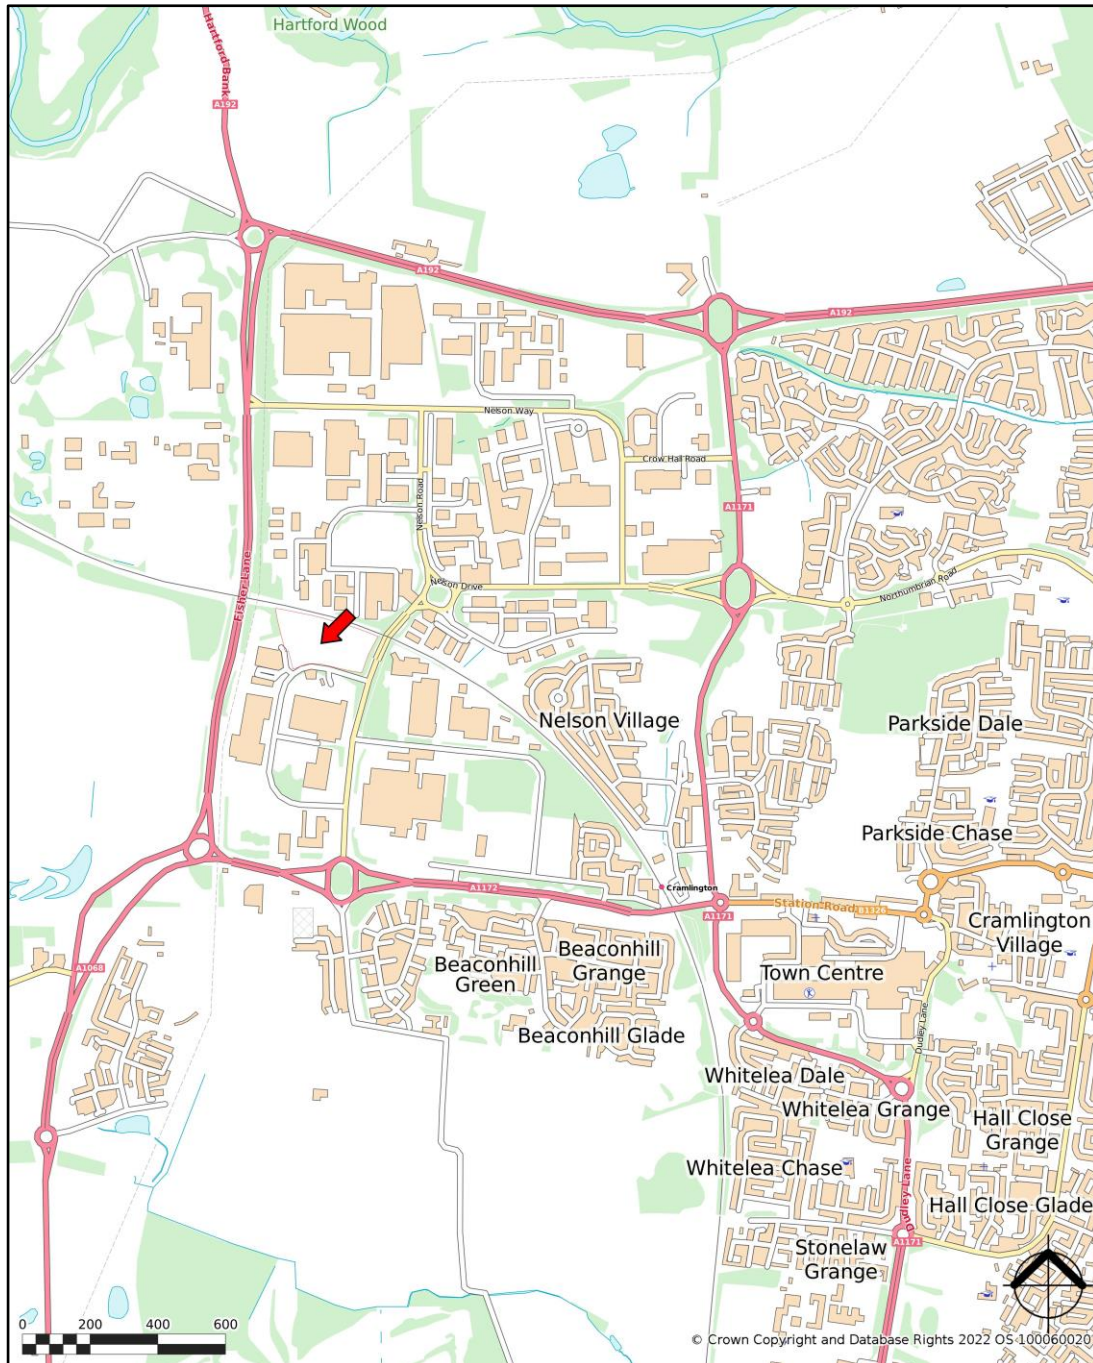 Hartford Wood
Hartford Bank
A192
A192
A192
Nelson Way
Crow Hall Road
Nelson Road
A1171
Fisher Lane
Nelson Drive
Northumbrian Road
Nelson Village
Parkside Dale
Parkside Chase
Cramlington
A1172
Station Road
B1326
A1171
Cramlington
Village
Beaconhill
Green
Beaconhill
Grange
Town Centre
A1068
Dudley Lane
Beaconhill Glade
Whitelea Dale
Whitelea Grange
Hall Close
Grange
Whitelea Chase
Dudley Lane
Hall Close Glade
A1171
Stonelaw
Grange
0 200 400 600
© Crown Copyright and Database Rights 2022 OS 100060020